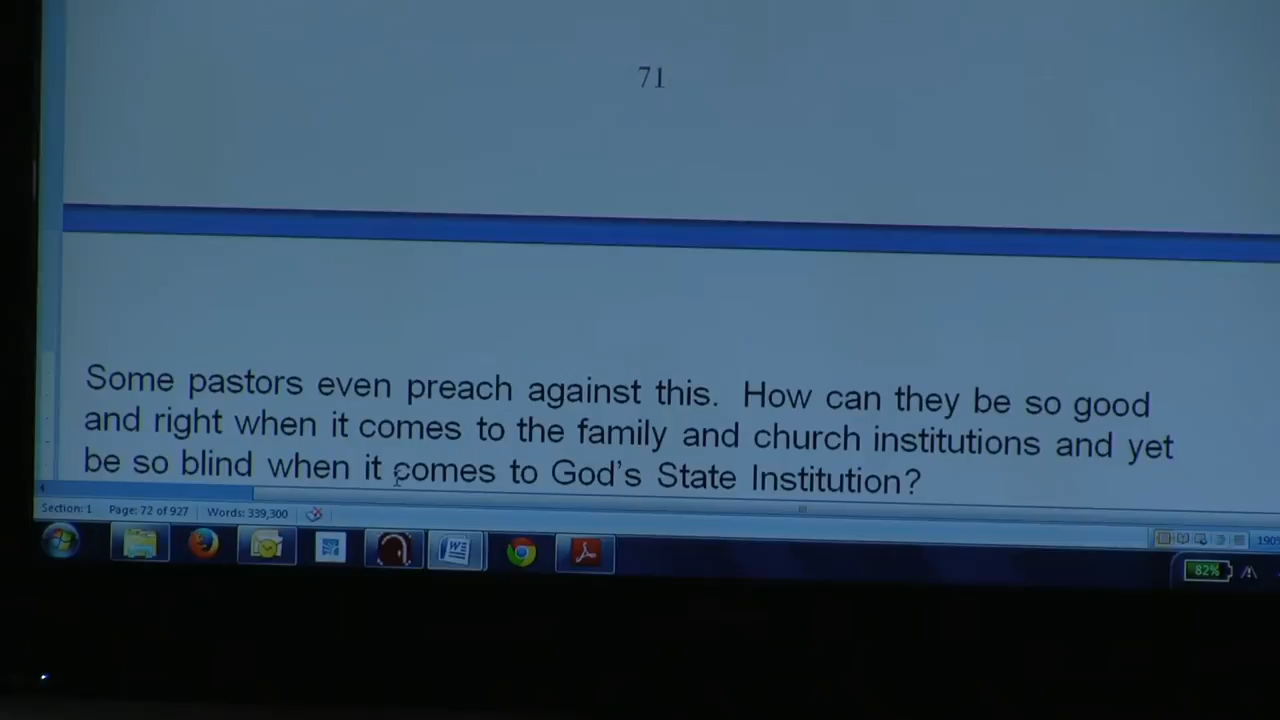 71
Some pastors even preach against this. How can they be so good
and right when it comes to the family and church institutions and yet
be so blind when it comes to God's State Institution?
Section: 1 Page: 72 of 927 Words: 339,300
190%
82%